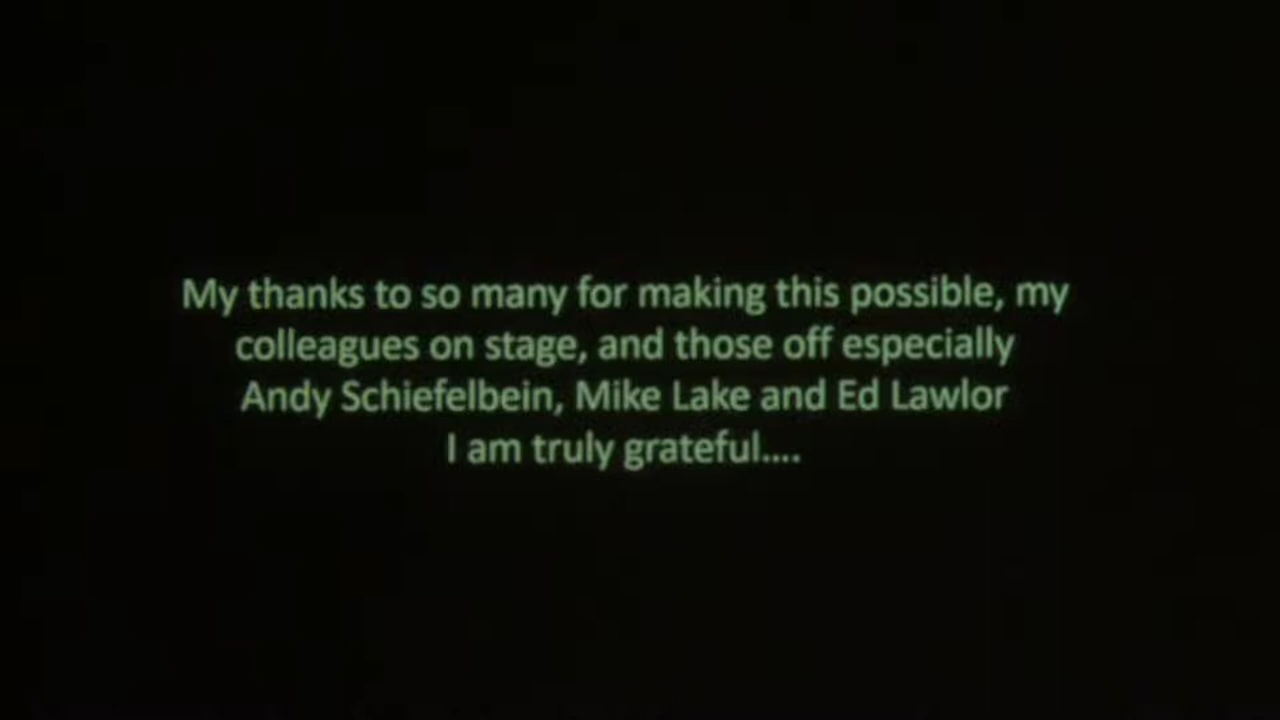 My thanks to so many for making this possible, my
colleagues on stage, and those off especially
Andy Schiefelbein, Mike Lake and Ed Lawlor
I am truly grateful....